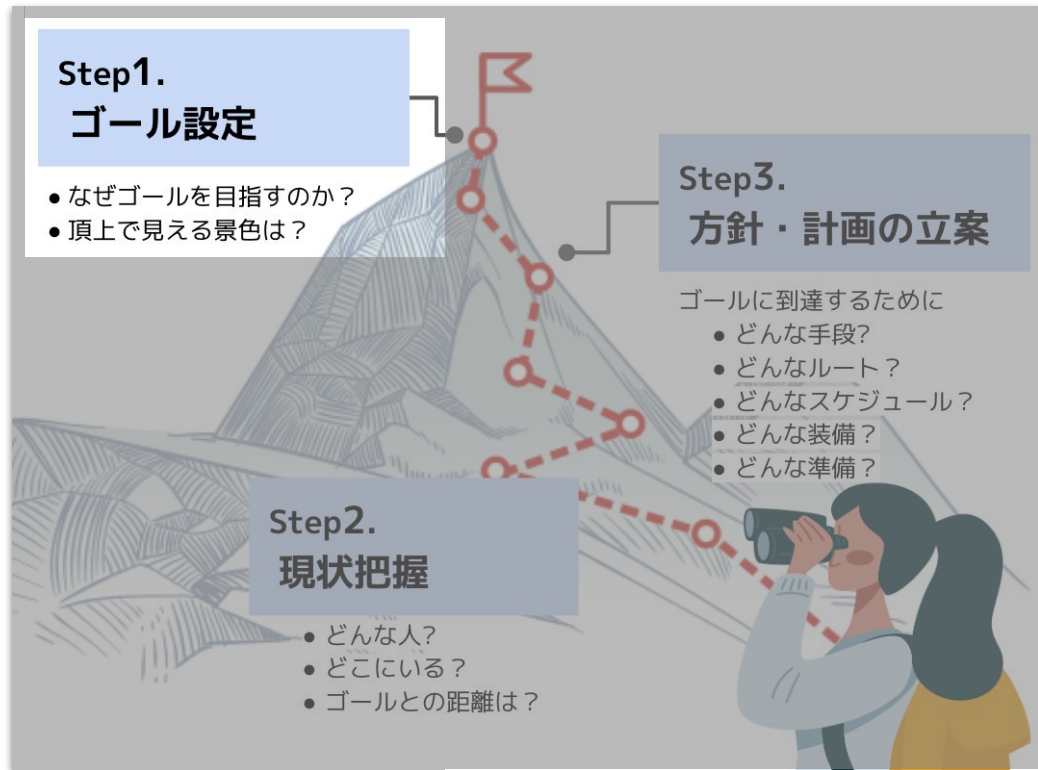 Step1.
ゴール設定
● なぜゴールを目指すのか？
● 頂上で見える景色は？
Step2.
現状把握
● どんな人?
● どこにいる？
● ゴールとの距離は？
Step3.
方針・計画の立案
ゴールに到達するために
● どんな手段?
● どんなルート？
● どんなスケジュール？
● どんな装備？
● どんな準備？